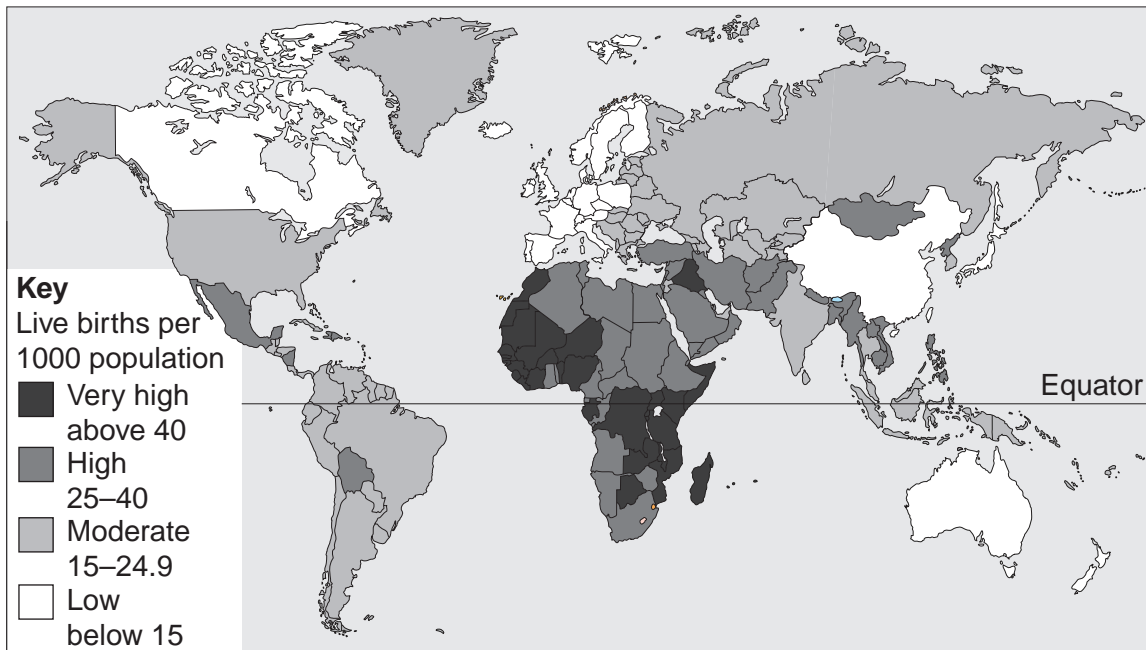 Key
Live births per
1000 population
Very high
above 40
High
25–40
Moderate
15–24.9
Low
below 15
Equator